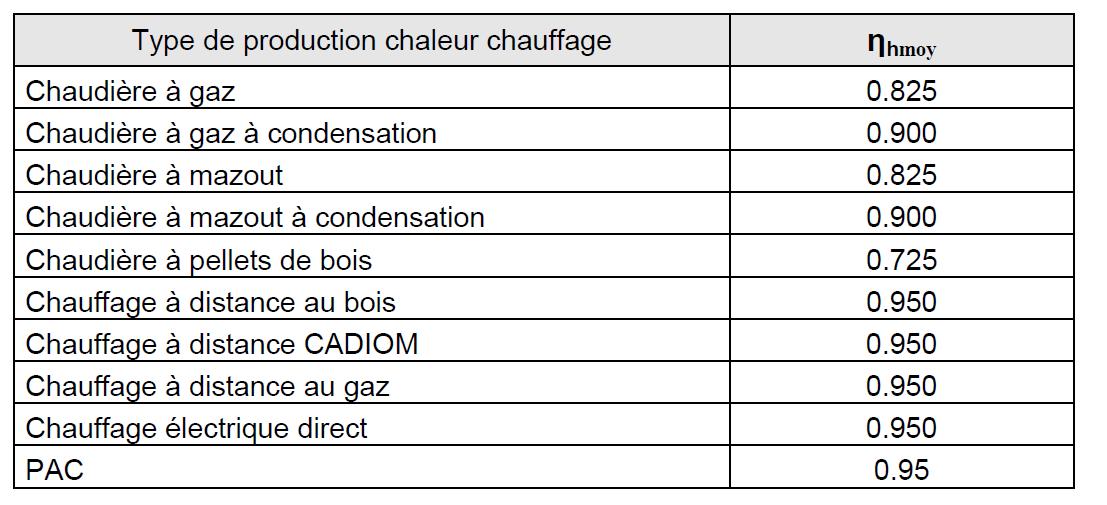 Type de production chaleur chauffage ηhmoy
Chaudière à gaz 0.825
Chaudière à gaz à condensation 0.900
Chaudière à mazout 0.825
Chaudière à mazout à condensation 0.900
Chaudière à pellets de bois 0.725
Chauffage à distance au bois 0.950
Chauffage à distance CADIOM 0.950
Chauffage à distance au gaz 0.950
Chauffage électrique direct 0.950
PAC 0.95